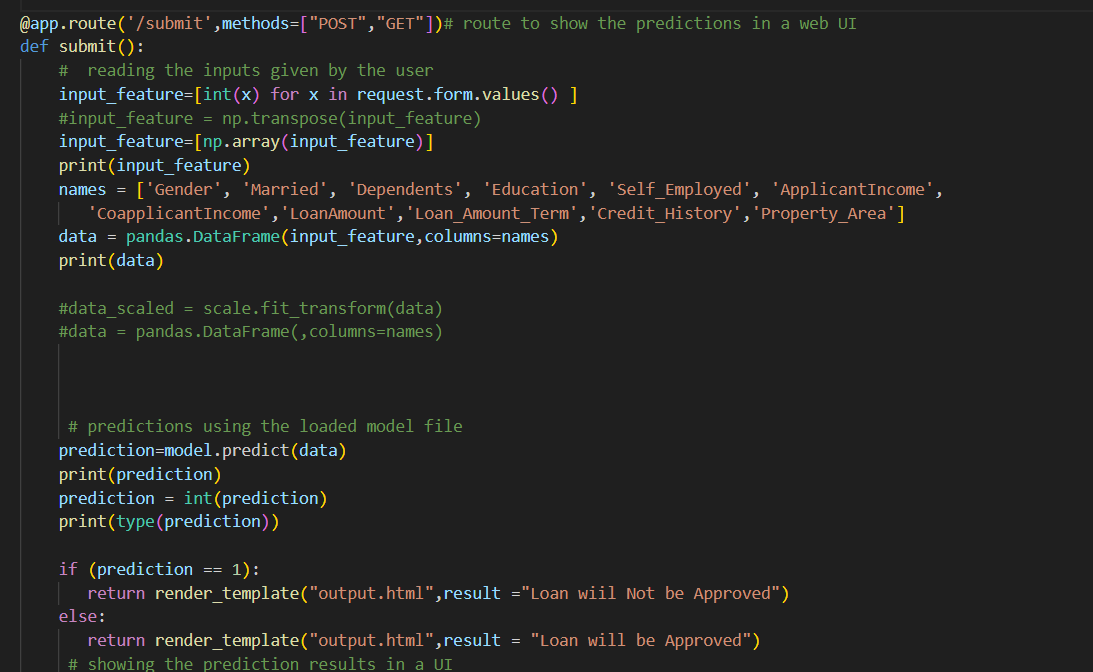 @app.route('/submit',methods=["POST","GET"])# route to show the predictions in a web UI
def submit():
    #  reading the inputs given by the user
    input_feature=[int(x) for x in request.form.values() ]
    #input_feature = np.transpose(input_feature)
    input_feature=[np.array(input_feature)]
    print(input_feature)
    names = ['Gender', 'Married', 'Dependents', 'Education', 'Self_Employed', 'ApplicantIncome',
       'CoapplicantIncome','LoanAmount','Loan_Amount_Term','Credit_History','Property_Area']
    data = pandas.DataFrame(input_feature,columns=names)
    print(data)
    #data_scaled = scale.fit_transform(data)
    #data = pandas.DataFrame(,columns=names)
     # predictions using the loaded model file
    prediction=model.predict(data)
    print(prediction)
    prediction = int(prediction)
    print(type(prediction))
    if (prediction == 1):
       return render_template("output.html",result ="Loan wiil Not be Approved")
    else:
       return render_template("output.html",result = "Loan will be Approved")
     # showing the prediction results in a UI